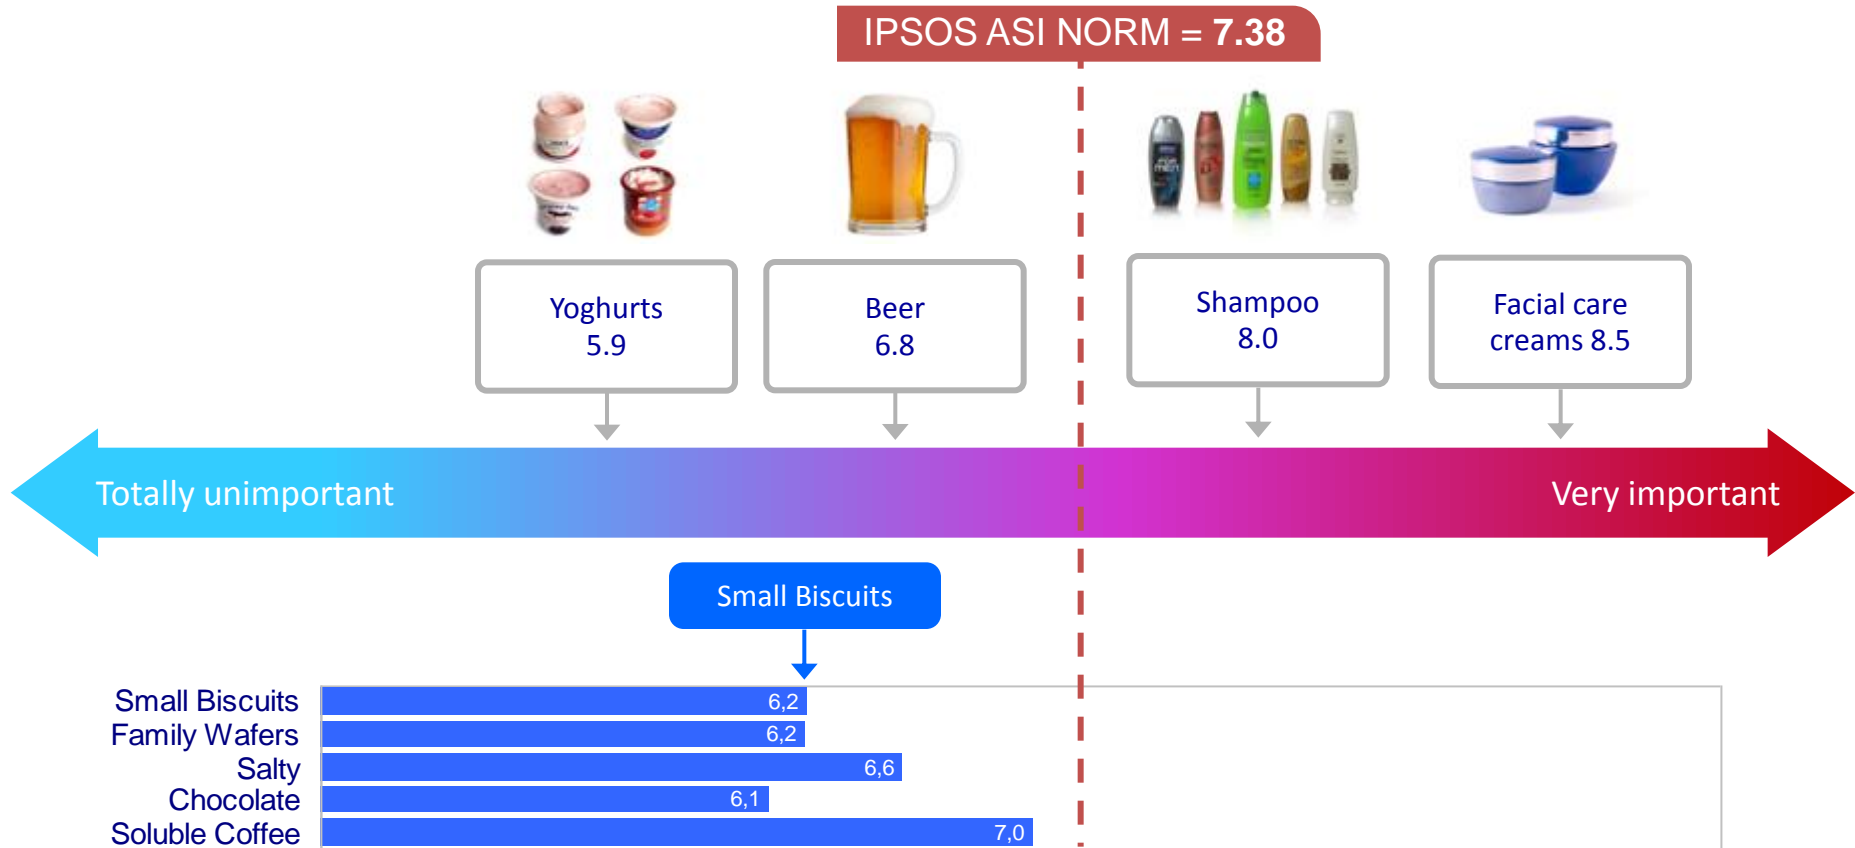 IPSOS ASI NORM = 7.38
Yoghurts
5.9
Beer
6.8
Shampoo
8.0
Facial care
creams 8.5
Totally unimportant
Very important
Small Biscuits
Small Biscuits 6,2
Family Wafers 6,2
Salty 6,6
Chocolate 6,1
Soluble Coffee 7,0